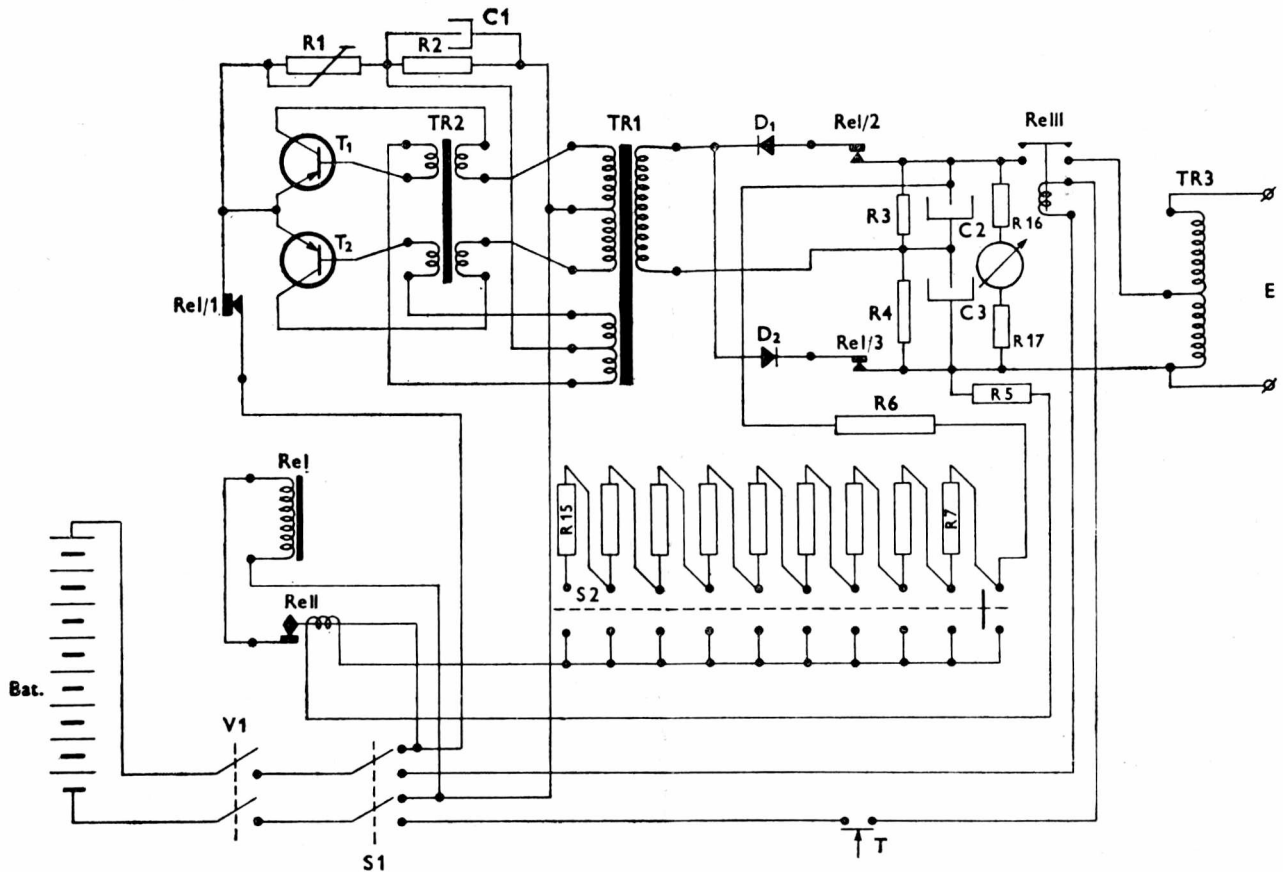 C1
R1
R2
TR2
TR1
D1
ReI/2
ReIII
T1
TR3
R3
C2
R16
T2
E
ReI/1
R4
C3
D2
ReI/3
R17
R5
R6
ReI
R15
R7
S2
ReII
Bat.
V1
T
S1